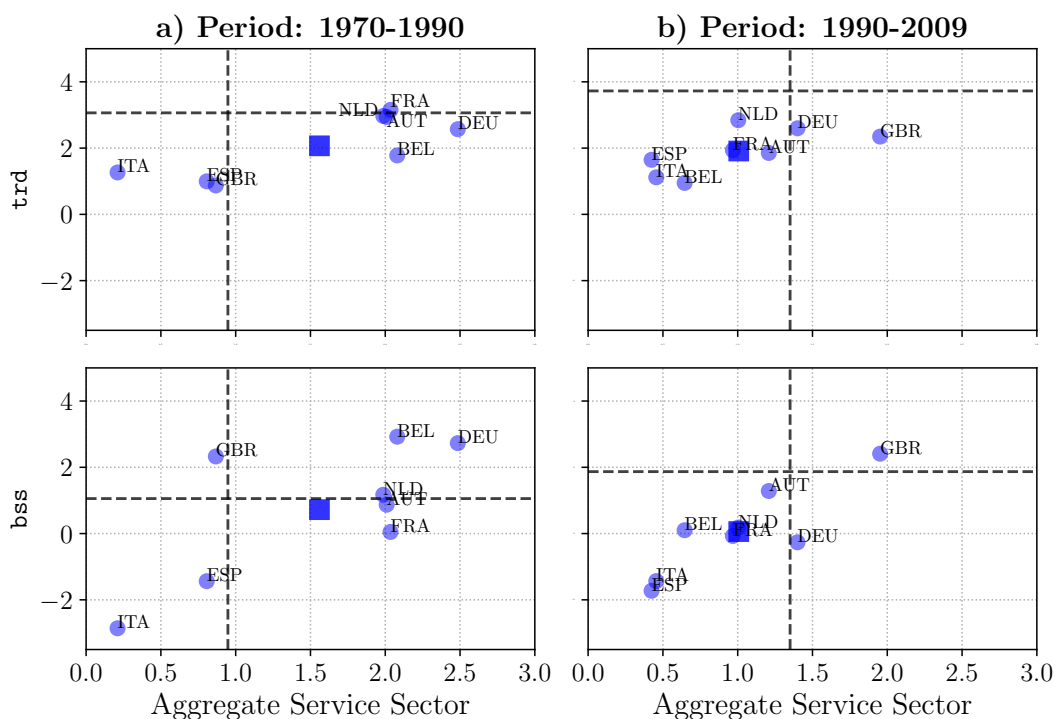 a) Period: 1970-1990
b) Period: 1990-2009
trd
4
2
0
−2
NLD
FRA
AUT
DEU
BEL
ITA
ESP
GBR
NLD
DEU
GBR
FRA
AUT
ESP
ITA
BEL
bss
4
2
0
−2
GBR
BEL
DEU
NLD
AUT
FRA
ESP
ITA
GBR
AUT
NLD
BEL
FRA
DEU
ITA
ESP
0.0 0.5 1.0 1.5 2.0 2.5 3.0
0.0 0.5 1.0 1.5 2.0 2.5 3.0
Aggregate Service Sector
Aggregate Service Sector